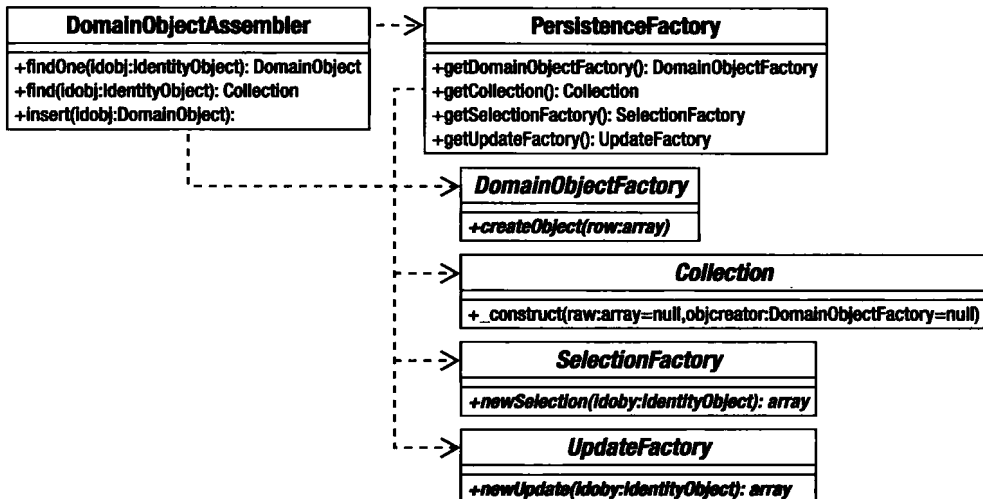 DomainObjectAssembler
+findOne(idobj:IdentityObject): DomainObject
+find(idobj:IdentityObject): Collection
+insert(idobj:DomainObject):
PersistenceFactory
+getDomainObjectFactory(): DomainObjectFactory
+getCollection(): Collection
+getSelectionFactory(): SelectionFactory
+getUpdateFactory(): UpdateFactory
DomainObjectFactory
+createObject(row:array)
Collection
+_construct(raw:array=null,objcreator:DomainObjectFactory=null)
SelectionFactory
+newSelection(idoby:IdentityObject): array
UpdateFactory
+newUpdate(idoby:IdentityObject): array